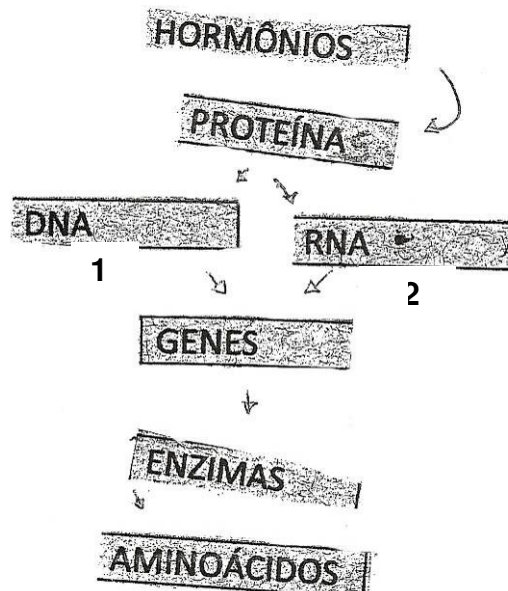 HORMÔNIOS
PROTEÍNA
DNA
RNA
1
2
GENES
ENZIMAS
AMINOÁCIDOS